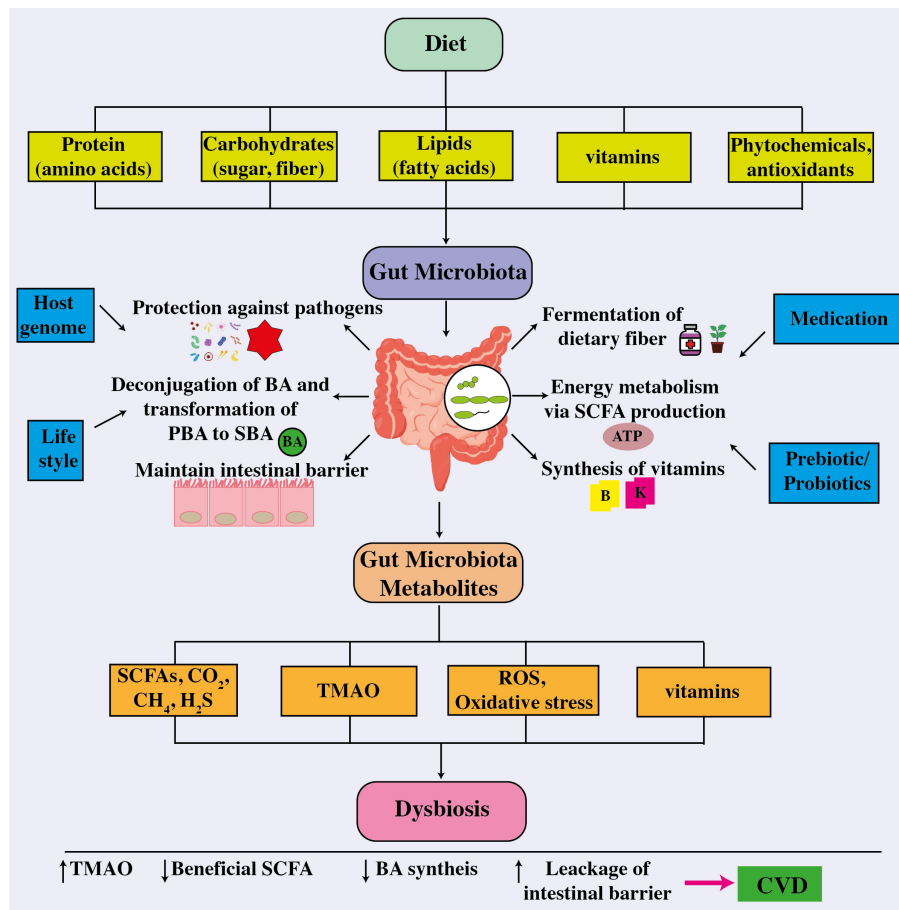 Diet
Protein
(amino acids)
Carbohydrates
(sugar, fiber)
Lipids
(fatty acids)
vitamins
Phytochemicals,
antioxidants
Gut Microbiota
Host
genome
Life
style
Protection against pathogens
Deconjugation of BA and
transformation of
PBA to SBA
BA
Maintain intestinal barrier
Fermentation of
dietary fiber
Energy metabolism
via SCFA production
ATP
Synthesis of vitamins
B
K
Medication
Prebiotic/
Probiotics
Gut Microbiota
Metabolites
SCFAs, CO₂,
CH₄, H₂S
TMAO
ROS,
Oxidative stress
vitamins
Dysbiosis
↑TMAO
↓Beneficial SCFA
↓ BA syntheis
↑ Leackage of
intestinal barrier
CVD